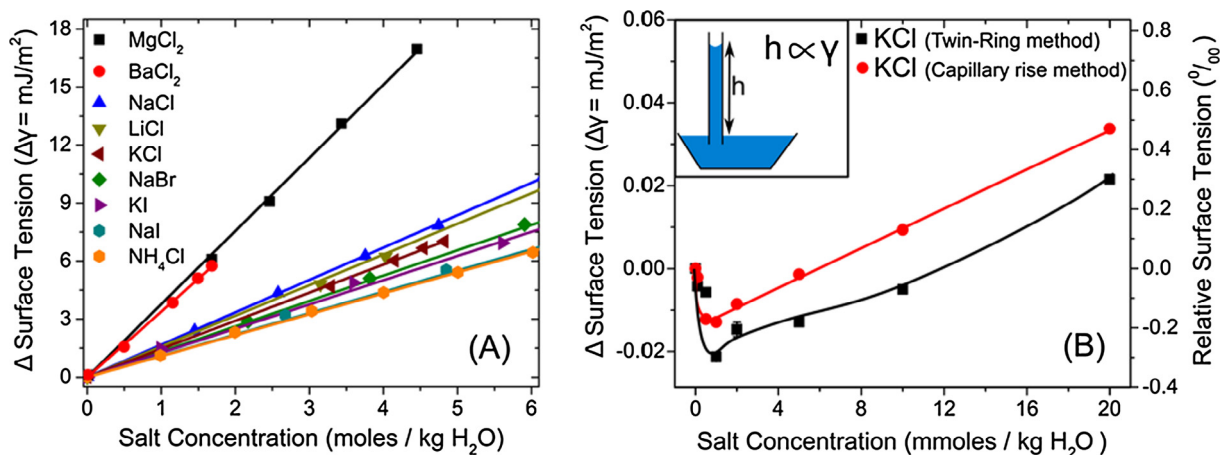 Δ Surface Tension (Δγ = mJ/m²)
18
15
12
9
6
3
0
MgCl₂
BaCl₂
NaCl
LiCl
KCl
NaBr
KI
NaI
NH₄Cl
(A)
0 1 2 3 4 5 6
Salt Concentration (moles / kg H₂O)
Δ Surface Tension (Δγ = mJ/m²)
0.06
0.04
0.02
0.00
-0.02
h
h∝γ
KCl (Twin-Ring method)
KCl (Capillary rise method)
(B)
0 4 8 12 16 20
Salt Concentration (mmoles / kg H₂O )
0.8
0.6
0.4
0.2
0.0
-0.2
-0.4
Relative Surface Tension (⁰/₀₀)